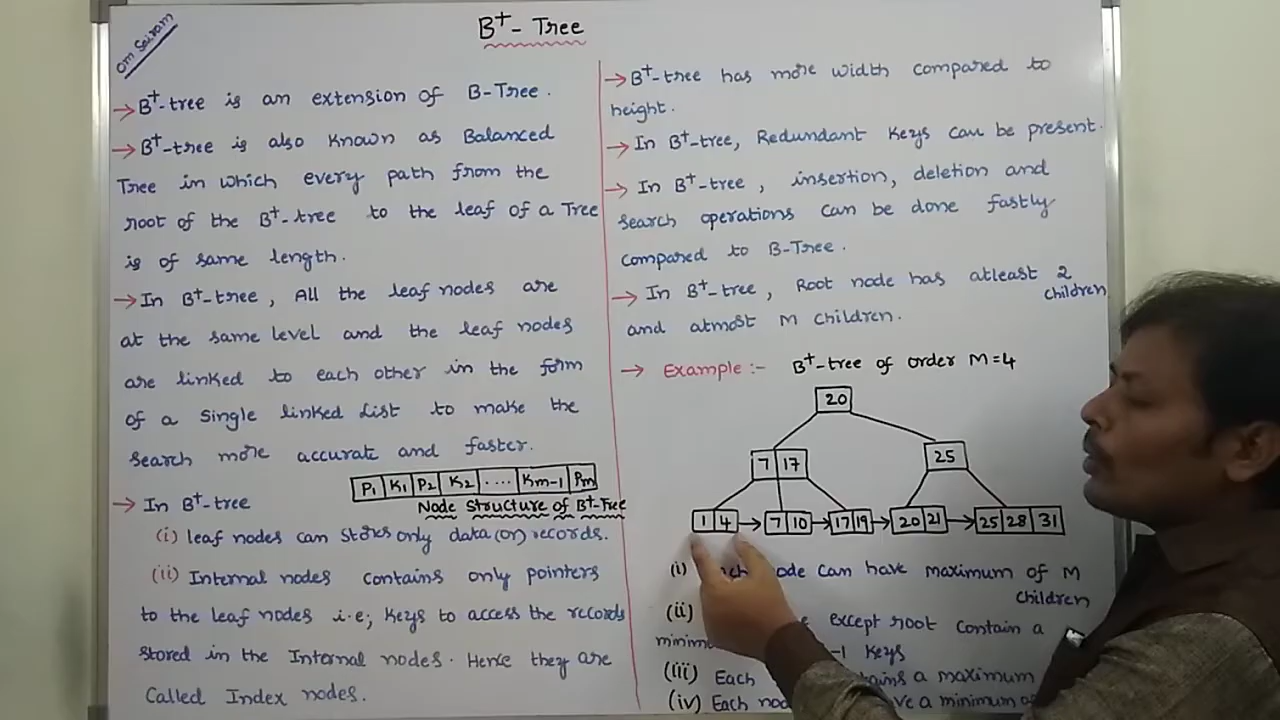 Om Sairam
B+- Tree
→ B+-tree is an extension of B-Tree.
→ B+-tree is also known as Balanced
Tree in which every path from the
root of the B+-tree to the leaf of a Tree
is of same length.
→ In B+-tree, All the leaf nodes are
at the same level and the leaf nodes
are linked to each other in the form
of a single linked List to make the
search more accurate and faster.
→ In B+-tree
P1 K1 P2 K2 .... Km-1 Pm
Node structure of B+-Tree
(i) leaf nodes can stores only data (or) records.
(ii) Internal nodes contains only pointers
to the leaf nodes i.e; keys to access the records
stored in the Internal nodes. Hence they are
Called Index nodes.
→ B+-tree has more width compared to
height.
→ In B+-tree, Redundant Keys can be present.
→ In B+-tree, insertion, deletion and
search operations can be done fastly
compared to B-Tree.
→ In B+-tree, Root node has atleast 2
children
and atmost M children.
→ Example :- B+-tree of order M=4
20
7 17
25
1 4 → 7 10 → 17 19 → 20 21 → 25 28 31
(i) node can have maximum of M
children
(ii) except root contain a
-1 keys
(iii) Each a maximum
(iv) Each a minimum of